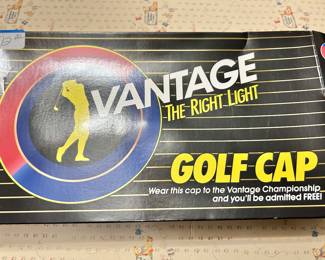 VANTAGE
THE RIGHT LIGHT
GOLF CAP
Wear this cap to the Vantage Championship
and you'll be admitted FREE!